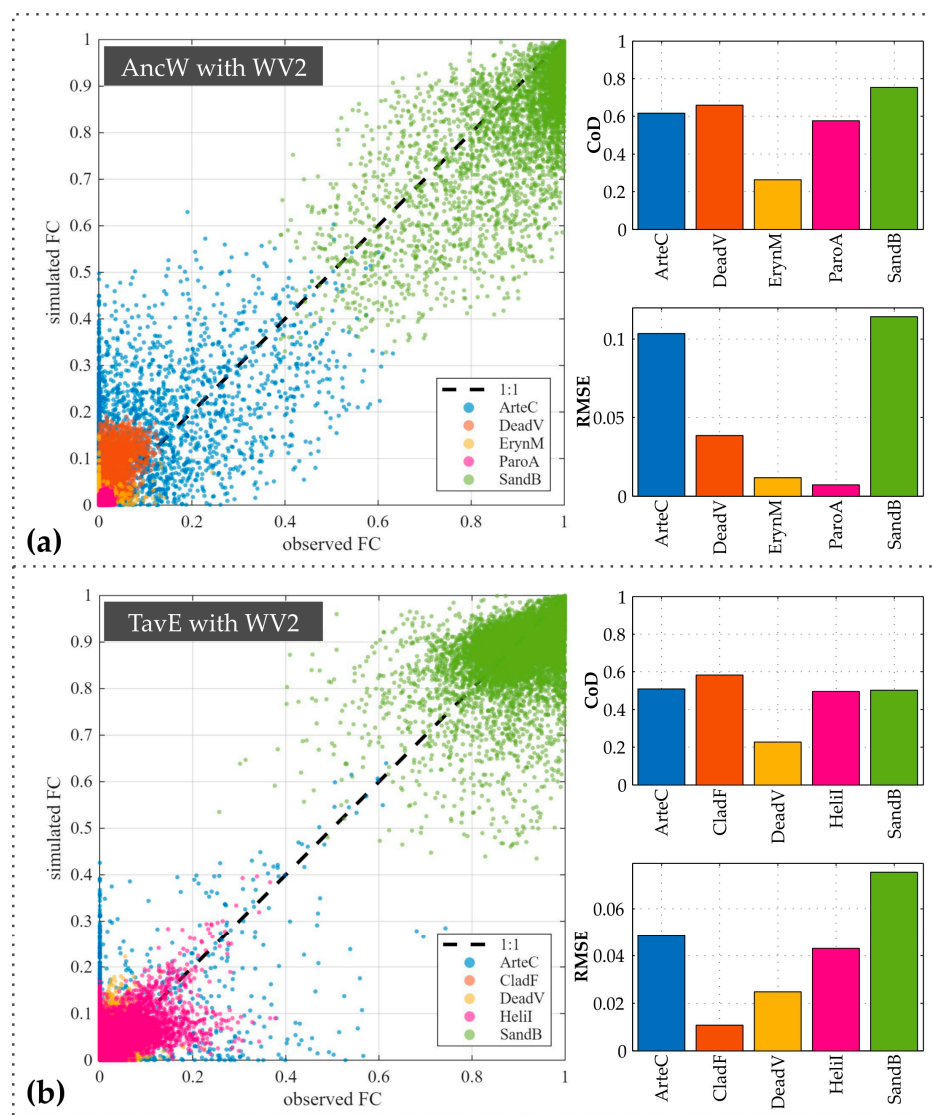 AncW with WV2
simulated FC
1
0.9
0.8
0.7
0.6
0.5
0.4
0.3
0.2
0.1
0
0 0.2 0.4 0.6 0.8 1
observed FC
1:1
ArteC
DeadV
ErynM
ParoA
SandB
(a)
CoD
1
0.8
0.6
0.4
0.2
0
ArteC DeadV ErynM ParoA SandB
RMSE
0.1
0.05
0
ArteC DeadV ErynM ParoA SandB
TavE with WV2
simulated FC
1
0.9
0.8
0.7
0.6
0.5
0.4
0.3
0.2
0.1
0
0 0.2 0.4 0.6 0.8 1
observed FC
1:1
ArteC
CladF
DeadV
HeliI
SandB
(b)
CoD
1
0.8
0.6
0.4
0.2
0
ArteC CladF DeadV HeliI SandB
RMSE
0.06
0.04
0.02
0
ArteC CladF DeadV HeliI SandB